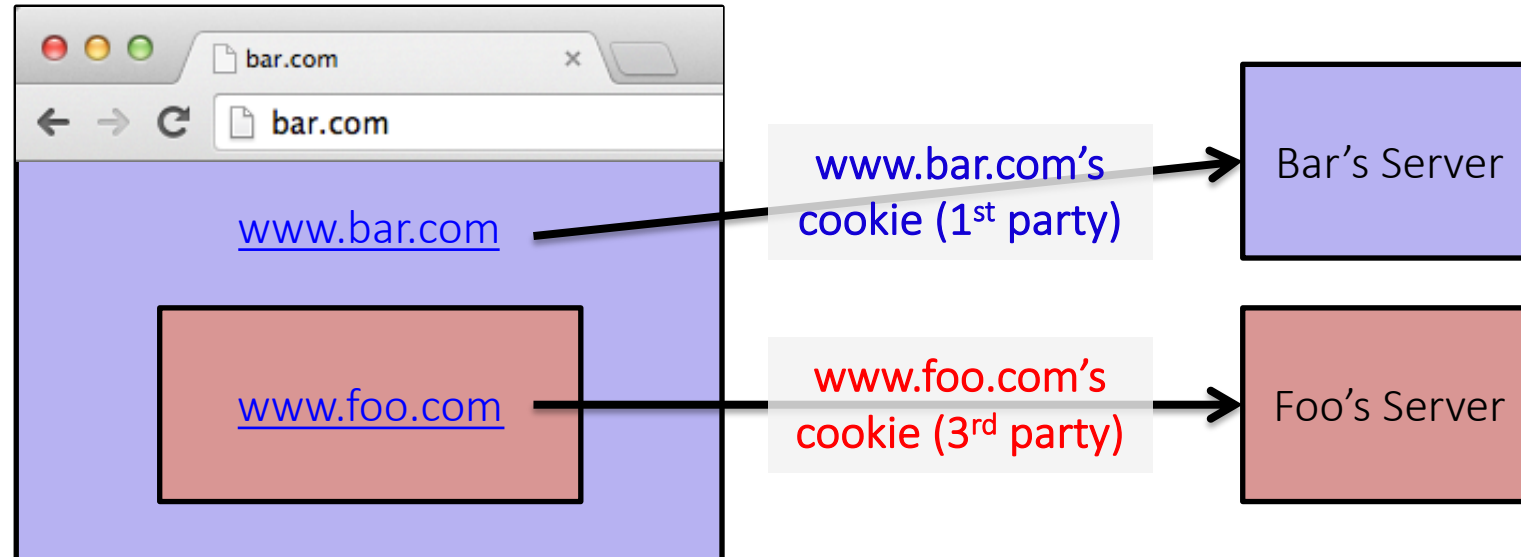 bar.com
bar.com
www.bar.com
www.bar.com’s
cookie (1st party)
Bar’s Server
www.foo.com
www.foo.com’s
cookie (3rd party)
Foo’s Server